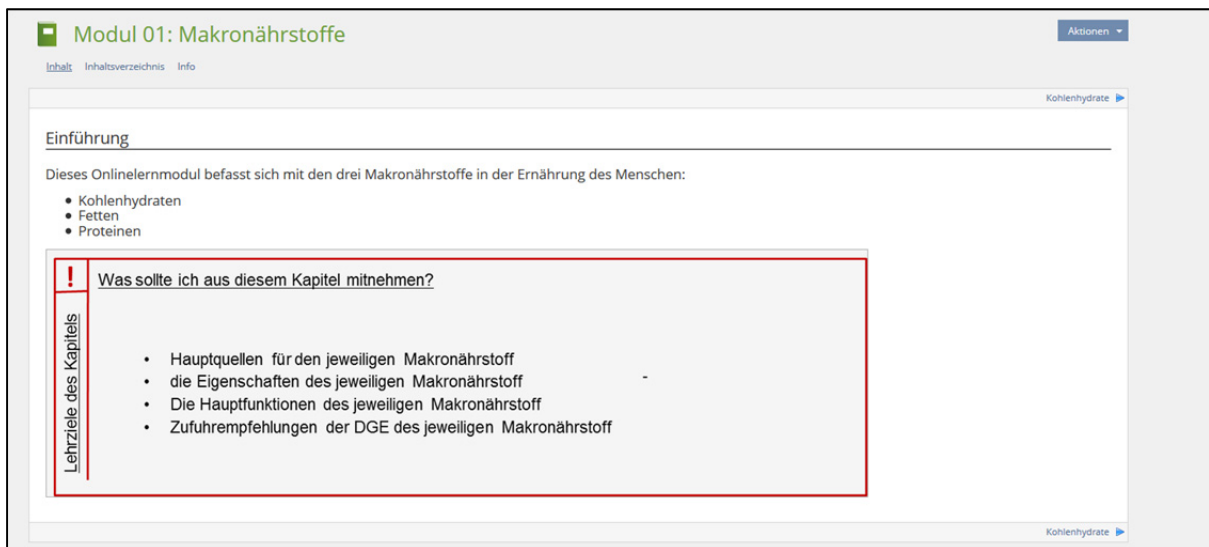 Modul 01: Makronährstoffe
Aktionen
Inhalt Inhaltsverzeichnis Info
Kohlenhydrate
Einführung
Dieses Onlinelernmodul befasst sich mit den drei Makronährstoffe in der Ernährung des Menschen:
• Kohlenhydraten
• Fetten
• Proteinen
!
Lehrziele des Kapitels
Was sollte ich aus diesem Kapitel mitnehmen?
• Hauptquellen für den jeweiligen Makronährstoff
• die Eigenschaften des jeweiligen Makronährstoff
-
• Die Hauptfunktionen des jeweiligen Makronährstoff
• Zufuhrempfehlungen der DGE des jeweiligen Makronährstoff
Kohlenhydrate